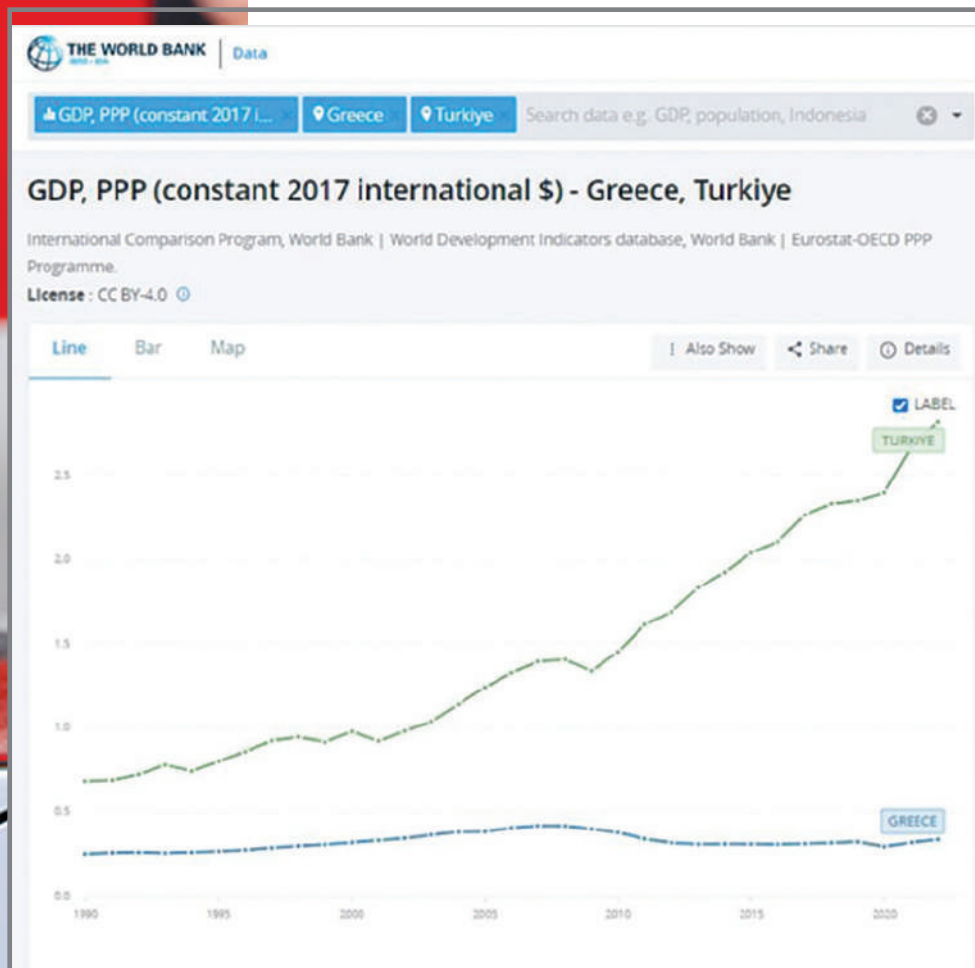 THE WORLD BANK
IBRD • IDA
Data
GDP, PPP (constant 2017 i...
Greece
Turkiye
Search data e.g. GDP, population, Indonesia
GDP, PPP (constant 2017 international $) - Greece, Turkiye
International Comparison Program, World Bank | World Development Indicators database, World Bank | Eurostat-OECD PPP
Programme.
License : CC BY-4.0
Line
Bar
Map
Also Show
Share
Details
LABEL
TURKIYE
2.5
2.0
1.5
1.0
0.5
GREECE
0.0
1990
1995
2000
2005
2010
2015
2020